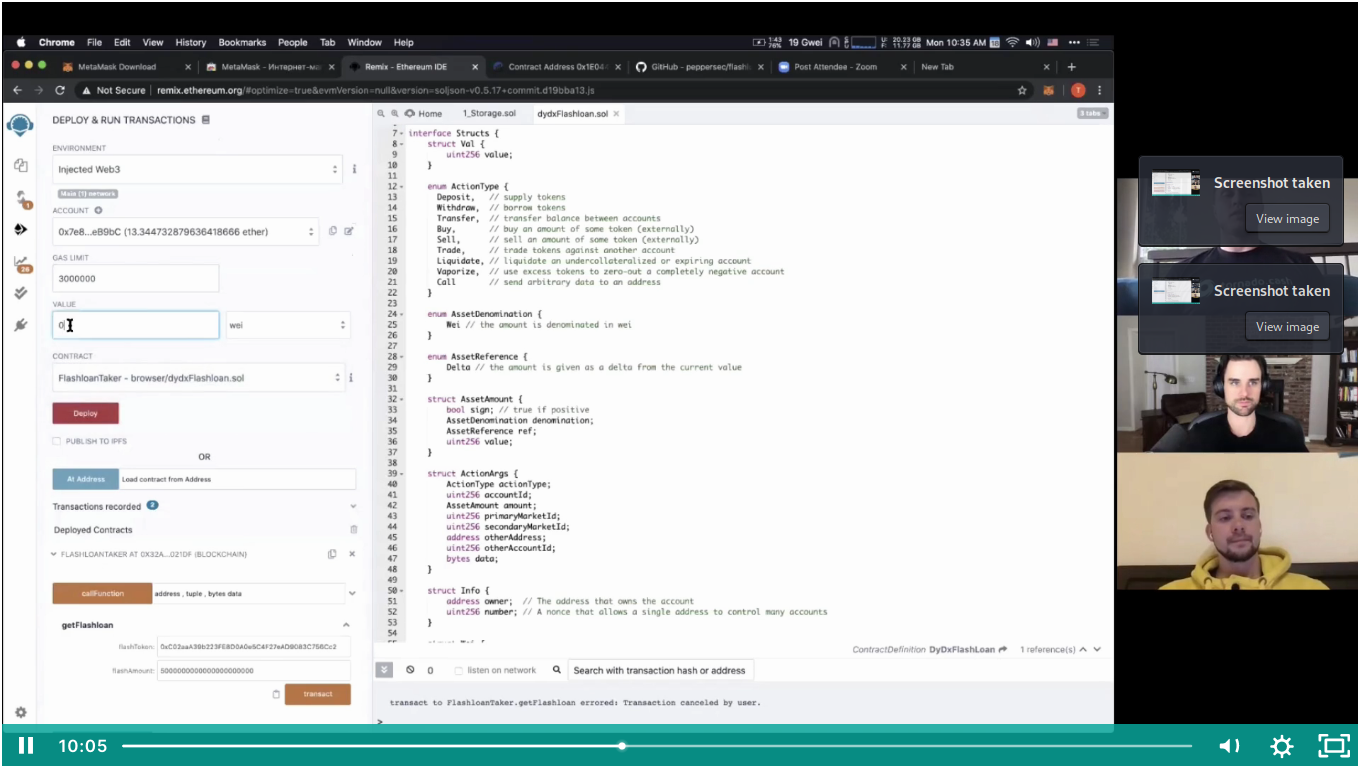 Chrome File Edit View History Bookmarks People Tab Window Help
1:43 76% 19 Gwei U: 20.23 GB F: 11.77 GB Mon 10:35 AM
MetaMask Download
MetaMask - Интернет-ма
Remix - Ethereum IDE
Contract Address 0x1E04
GitHub - peppersec/flash
Post Attendee - Zoom
New Tab
Not Secure | remix.ethereum.org/#optimize=true&evmVersion=null&version=soljson-v0.5.17+commit.d19bba13.js
DEPLOY & RUN TRANSACTIONS
ENVIRONMENT
Injected Web3
Main (1) network
ACCOUNT
0x7e8...eB9bC (13.344732879636418666 ether)
GAS LIMIT
3000000
VALUE
0
wei
CONTRACT
FlashloanTaker - browser/dydxFlashloan.sol
Deploy
PUBLISH TO IPFS
OR
At Address Load contract from Address
Transactions recorded 2
Deployed Contracts
FLASHLOANTAKER AT 0X32A...021DF (BLOCKCHAIN)
callFunction address , tuple , bytes data
getFlashloan
flashToken:
flashAmount:
transact
Home 1_Storage.sol dydxFlashloan.sol 3 tabs
7 interface Structs {
8 struct Val {
9 uint256 value;
10 }
11
12 enum ActionType {
13 Deposit, // supply tokens
14 Withdraw, // borrow tokens
15 Transfer, // transfer balance between accounts
16 Buy, // buy an amount of some token (externally)
17 Sell, // sell an amount of some token (externally)
18 Trade, // trade tokens against another account
19 Liquidate, // liquidate an undercollateralized or expiring account
20 Vaporize, // use excess tokens to zero-out a completely negative account
21 Call // send arbitrary data to an address
22 }
23
24 enum AssetDenomination {
25 Wei // the amount is denominated in wei
26 }
27
28 enum AssetReference {
29 Delta // the amount is given as a delta from the current value
30 }
31
32 struct AssetAmount {
33 bool sign; // true if positive
34 AssetDenomination denomination;
35 AssetReference ref;
36 uint256 value;
37 }
38
39 struct ActionArgs {
40 ActionType actionType;
41 uint256 accountId;
42 AssetAmount amount;
43 uint256 primaryMarketId;
44 uint256 secondaryMarketId;
45 address otherAddress;
46 uint256 otherAccountId;
47 bytes data;
48 }
49
50 struct Info {
51 address owner; // The address that owns the account
52 uint256 number; // A nonce that allows a single address to control many accounts
53 }
54
ContractDefinition DyDxFlashLoan 1 reference(s)
0 listen on network Search with transaction hash or address
transact to FlashloanTaker.getFlashloan errored: Transaction canceled by user.
>
Screenshot taken
View image
Screenshot taken
View image
10:05